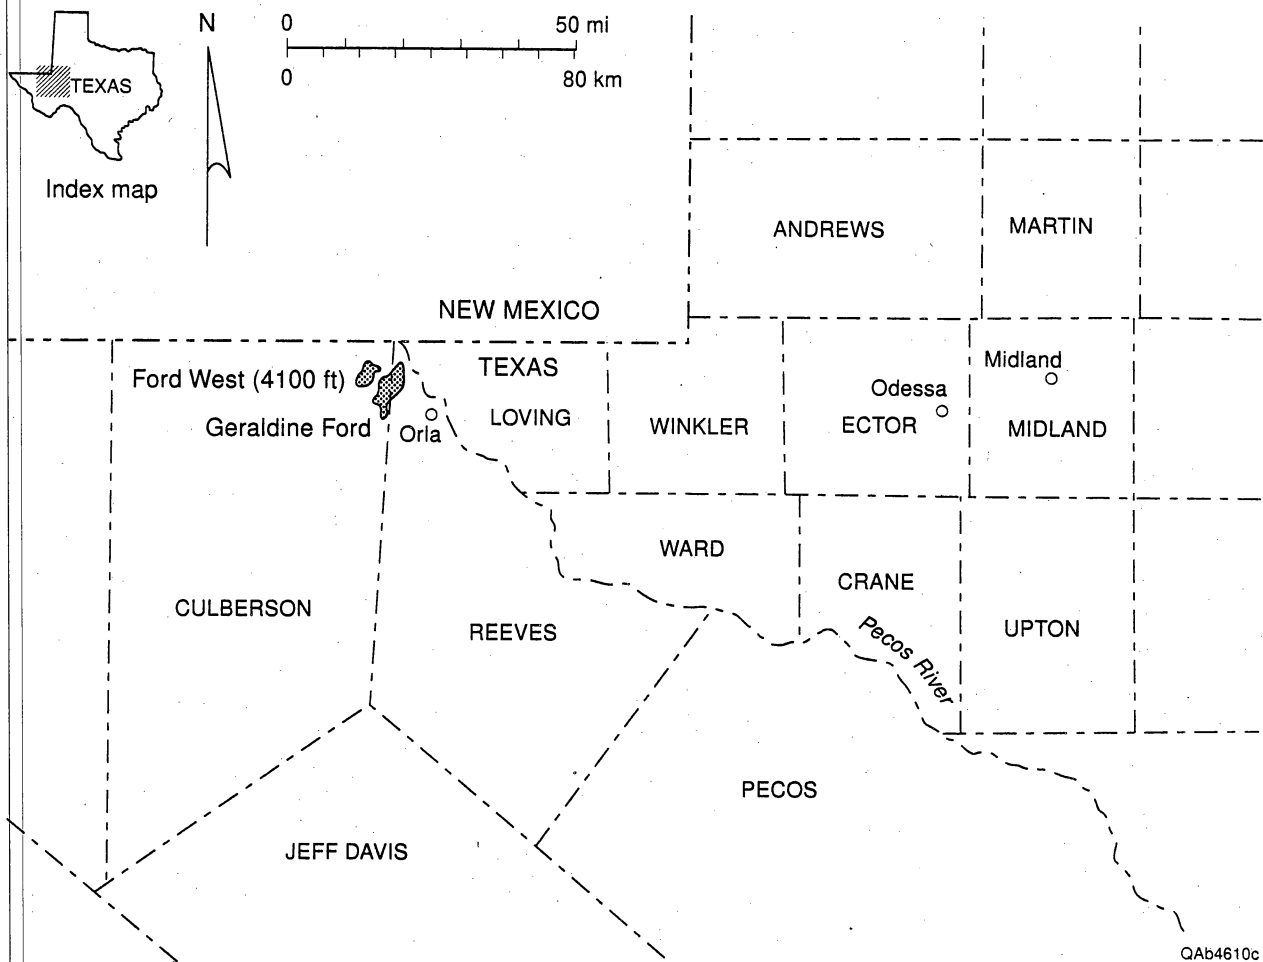 N
0 50 mi
0 80 km
TEXAS
Index map
ANDREWS
MARTIN
NEW MEXICO
TEXAS
Ford West (4100 ft)
Geraldine Ford
Orla
LOVING
WINKLER
Odessa
ECTOR
Midland
MIDLAND
WARD
CRANE
CULBERSON
REEVES
Pecos River
UPTON
PECOS
JEFF DAVIS
QAb4610c